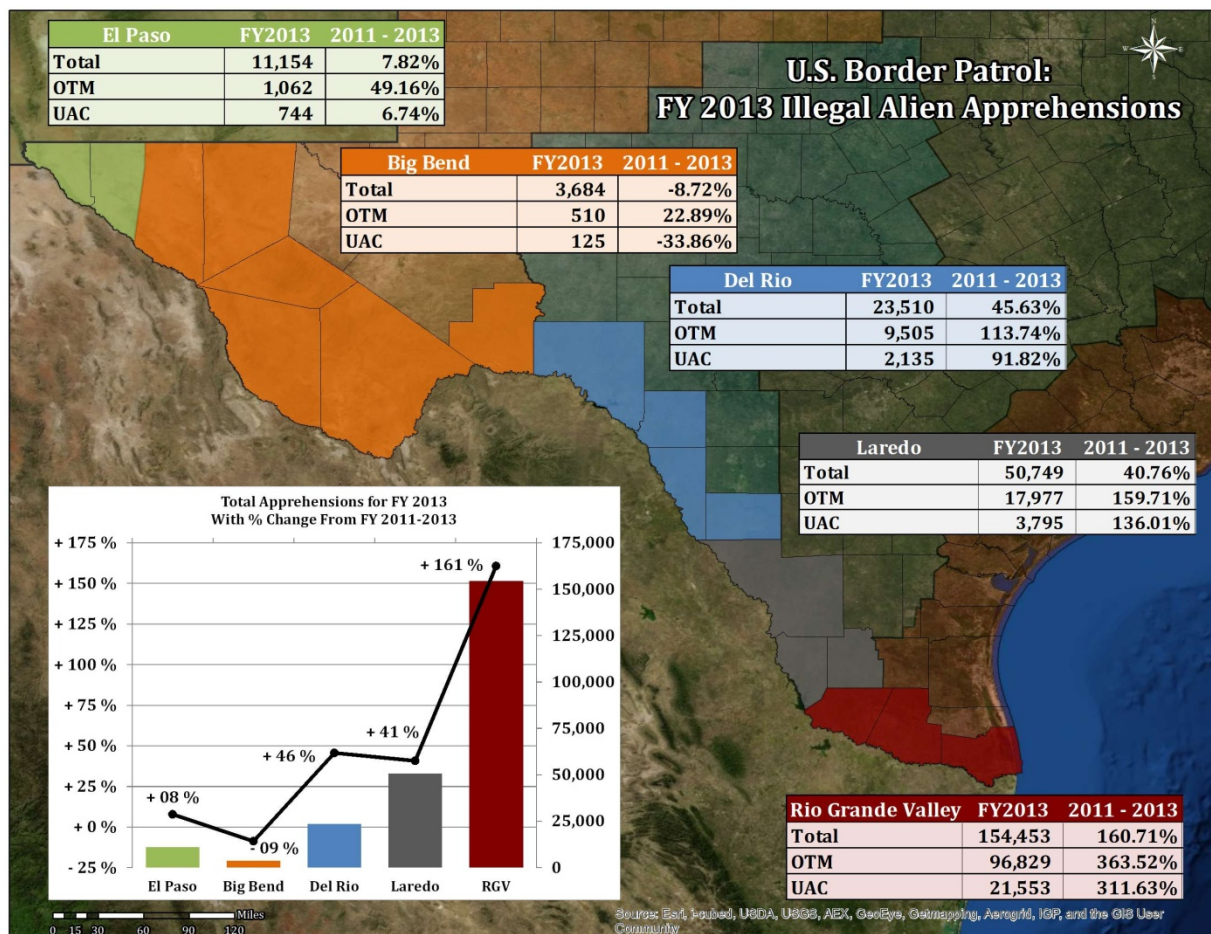 El Paso FY2013 2011 - 2013
Total 11,154 7.82%
OTM 1,062 49.16%
UAC 744 6.74%
N
W E
S
U.S. Border Patrol:
FY 2013 Illegal Alien Apprehensions
Big Bend FY2013 2011 - 2013
Total 3,684 -8.72%
OTM 510 22.89%
UAC 125 -33.86%
Del Rio FY2013 2011 - 2013
Total 23,510 45.63%
OTM 9,505 113.74%
UAC 2,135 91.82%
Laredo FY2013 2011 - 2013
Total 50,749 40.76%
OTM 17,977 159.71%
UAC 3,795 136.01%
Total Apprehensions for FY 2013
With % Change From FY 2011-2013
+ 175 % 175,000
+ 161 %
+ 150 % 150,000
+ 125 % 125,000
+ 100 % 100,000
+ 75 % 75,000
+ 46 % + 41 %
+ 50 % 50,000
+ 25 % 25,000
+ 08 %
+ 0 %
- 09 %
- 25 % 0
El Paso Big Bend Del Rio Laredo RGV
Rio Grande Valley FY2013 2011 - 2013
Total 154,453 160.71%
OTM 96,829 363.52%
UAC 21,553 311.63%
Miles
0 15 30 60 80 120
Source: Esri, i-cubed, USDA, USGS, AEX, GeoEye, Getmapping, Aerogrid, IGP, and the GIS User
Community